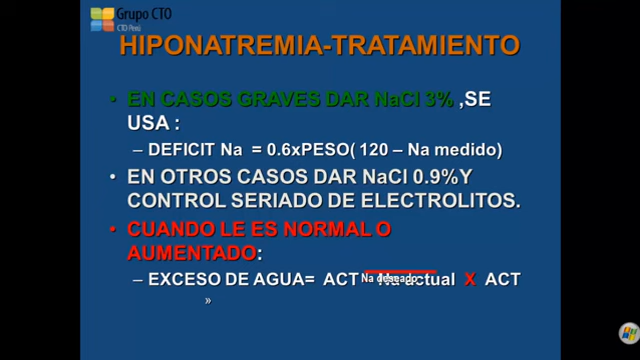 Grupo CTO
CTO Perú
HIPONATREMIA-TRATAMIENTO
• EN CASOS GRAVES DAR NaCl 3% ,SE
USA :
– DEFICIT Na = 0.6xPESO( 120 – Na medido)
• EN OTROS CASOS DAR NaCl 0.9%Y
CONTROL SERIADO DE ELECTROLITOS.
• CUANDO LE ES NORMAL O
AUMENTADO:
– EXCESO DE AGUA= ACT - Na actual X ACT
Na deseado
»